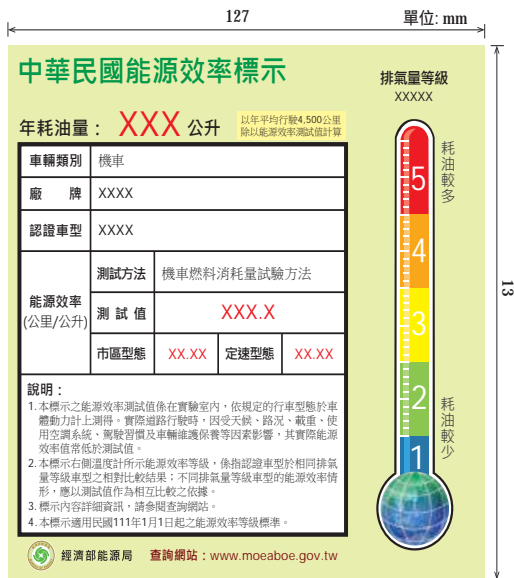 127
單位: mm
中華民國能源效率標示
排氣量等級
XXXXX
年耗油量： XXX 公升
以年平均行駛4,500公里
除以能源效率測試值計算
車輛類別 機車
廠 牌 XXXX
認證車型 XXXX
能源效率
(公里/公升)
測試方法 機車燃料消耗量試驗方法
測 試 值 XXX.X
市區型態 XX.XX 定速型態 XX.XX
說明：
1. 本標示之能源效率測試值係在實驗室內，依規定的行車型態於車
體動力計上測得。實際道路行駛時，因受天候、路況、載重、使
用空調系統、駕駛習慣及車輛維護保養等因素影響，其實際能源
效率值常低於測試值。
2. 本標示右側溫度計所示能源效率等級，係指認證車型於相同排氣
量等級車型之相對比較結果；不同排氣量等級車型的能源效率情
形，應以測試值作為相互比較之依據。
3. 標示內容詳細資訊，請參閱查詢網站。
4. 本標示適用民國111年1月1日起之能源效率等級標準。
耗油較多
5
4
3
2
1
耗油較少
13
經濟部能源局 查詢網站：www.moeaboe.gov.tw